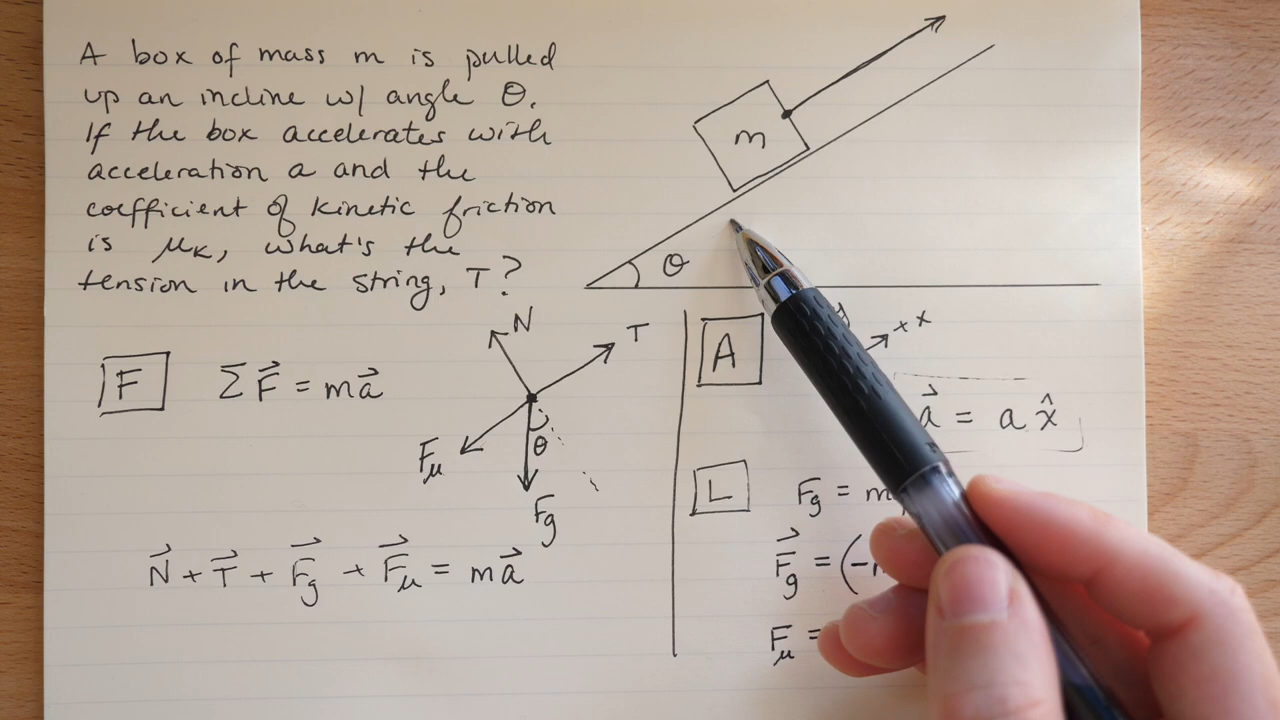 A box of mass m is pulled
up an incline w/ angle θ.
If the box accelerates with
acceleration a and the
coefficient of kinetic friction
is μₖ, what's the
tension in the string, T?
m
θ
F
Σ F⃗ = ma⃗
N
T
Fμ
θ
Fg
N⃗ + T⃗ + F⃗g + F⃗μ = ma⃗
A
+x
a⃗ = a x̂
L
Fg = m
F⃗g = (-
Fμ =